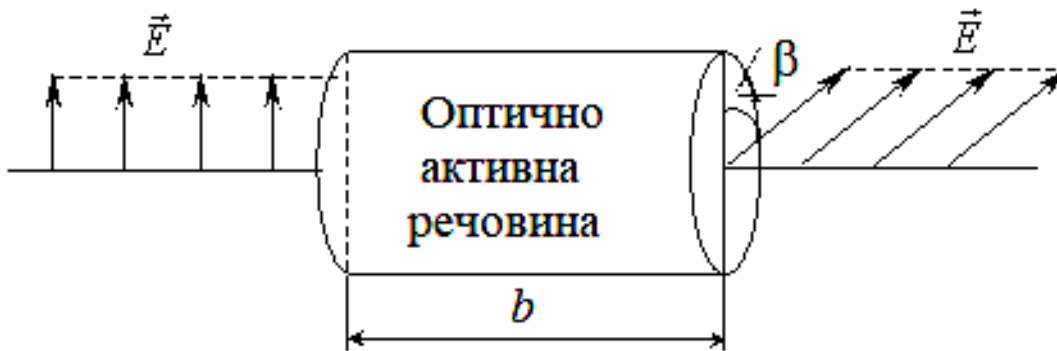 E⃗
E⃗
β
Оптично
активна
речовина
b